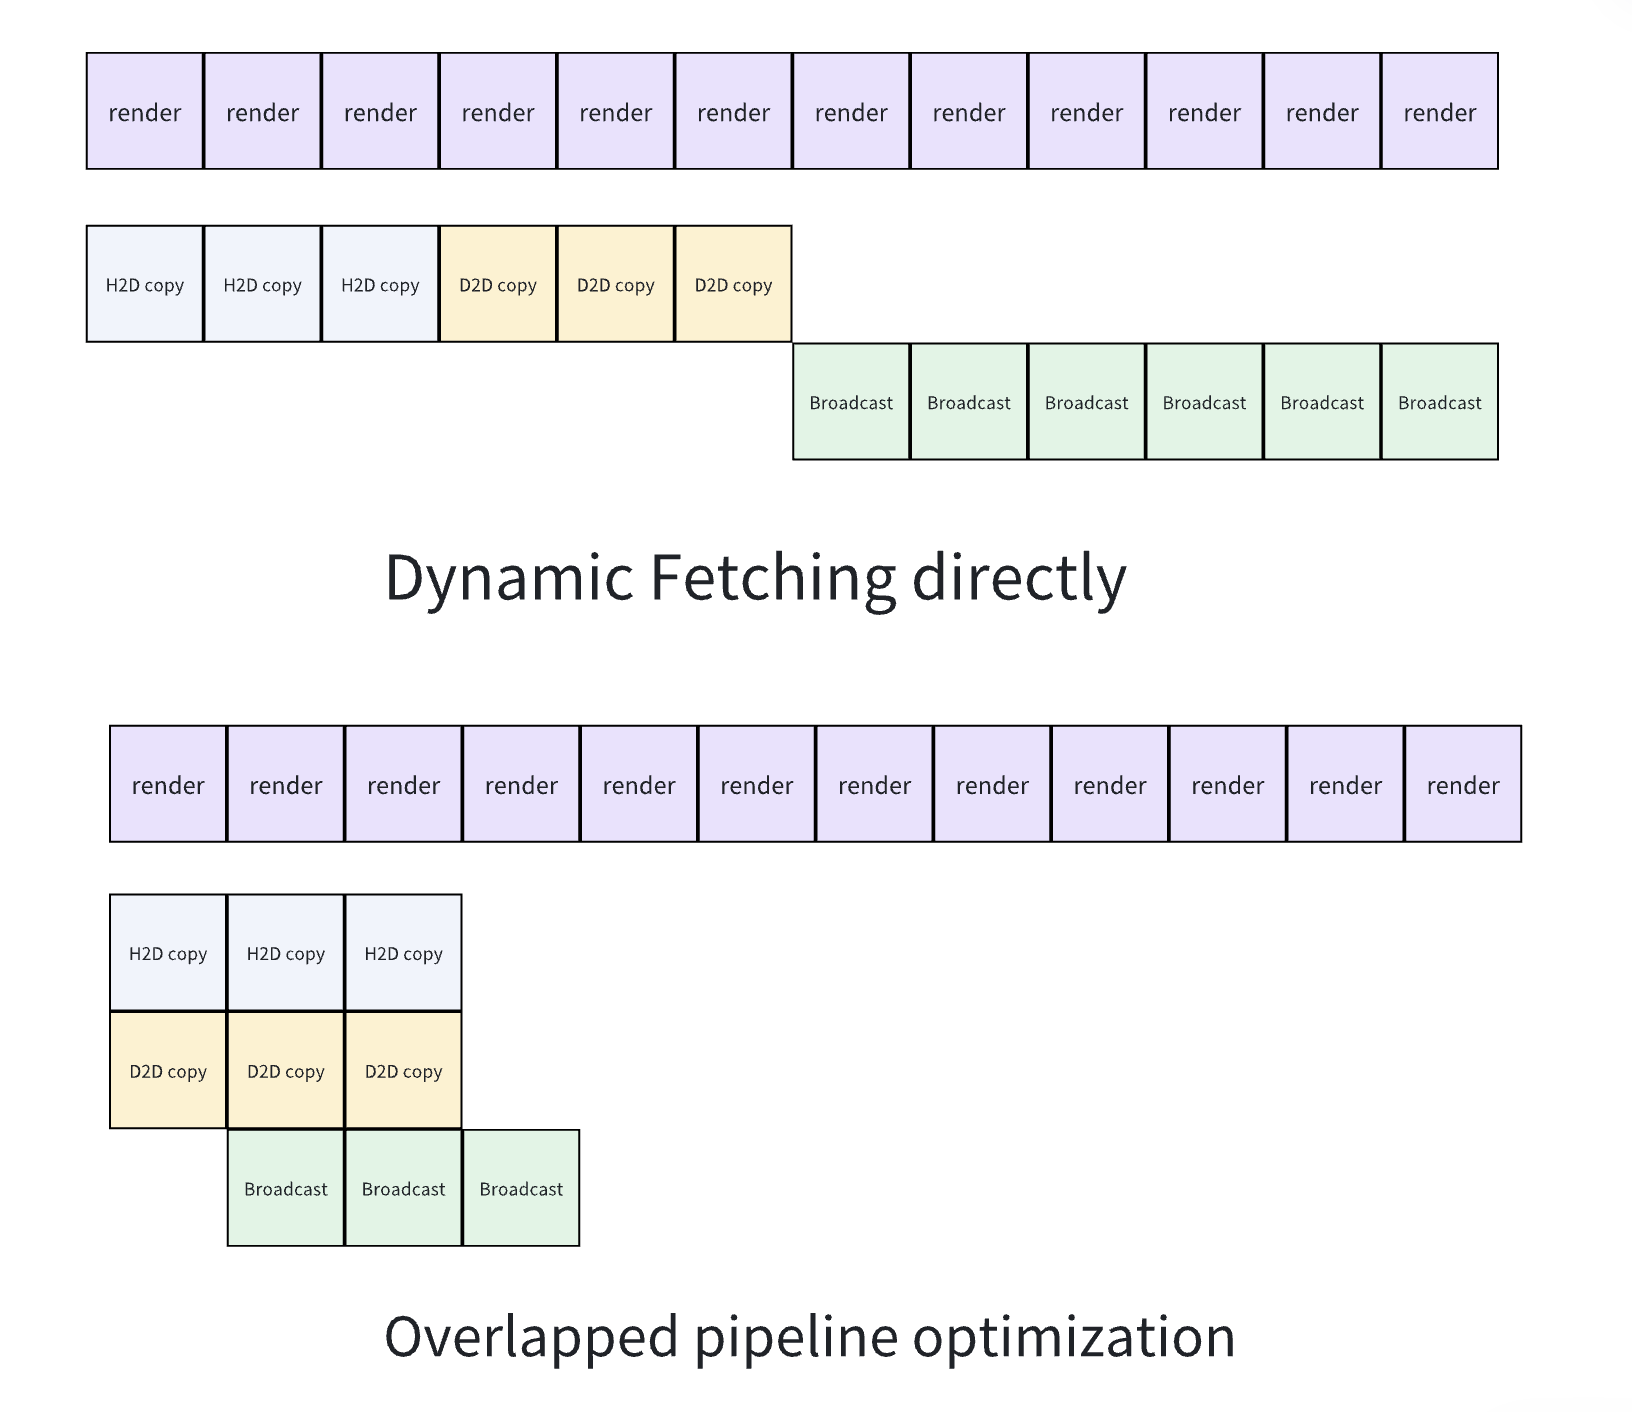 render render render render render render render render render render render render
H2D copy H2D copy H2D copy D2D copy D2D copy D2D copy
Broadcast Broadcast Broadcast Broadcast Broadcast Broadcast
Dynamic Fetching directly
render render render render render render render render render render render render
H2D copy H2D copy H2D copy
D2D copy D2D copy D2D copy
Broadcast Broadcast Broadcast
Overlapped pipeline optimization